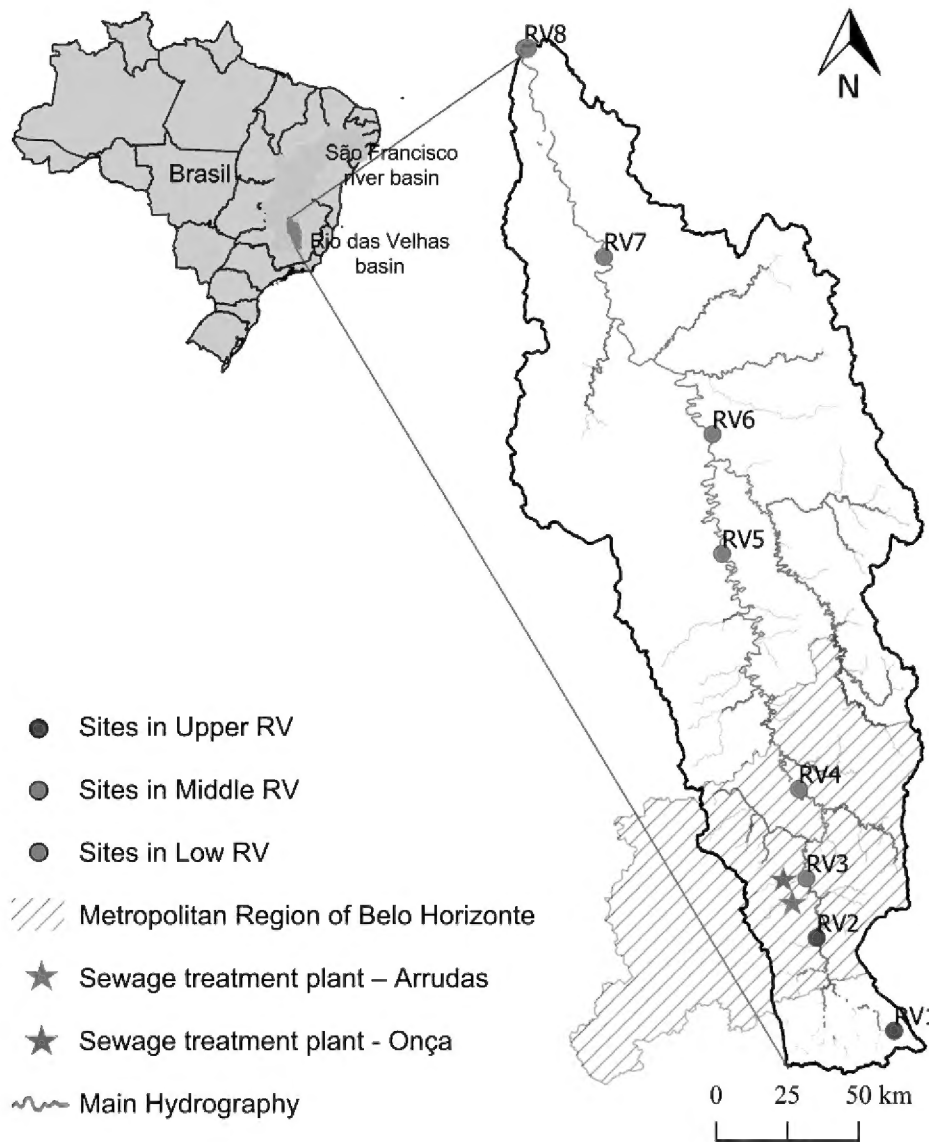 RV8
N
São Francisco
river basin
Brasil
Rio das Velhas
basin
RV7
RV6
RV5
Sites in Upper RV
Sites in Middle RV
RV4
Sites in Low RV
RV3
Metropolitan Region of Belo Horizonte
RV2
Sewage treatment plant – Arrudas
RV1
Sewage treatment plant - Onça
Main Hydrography
0 25 50 km